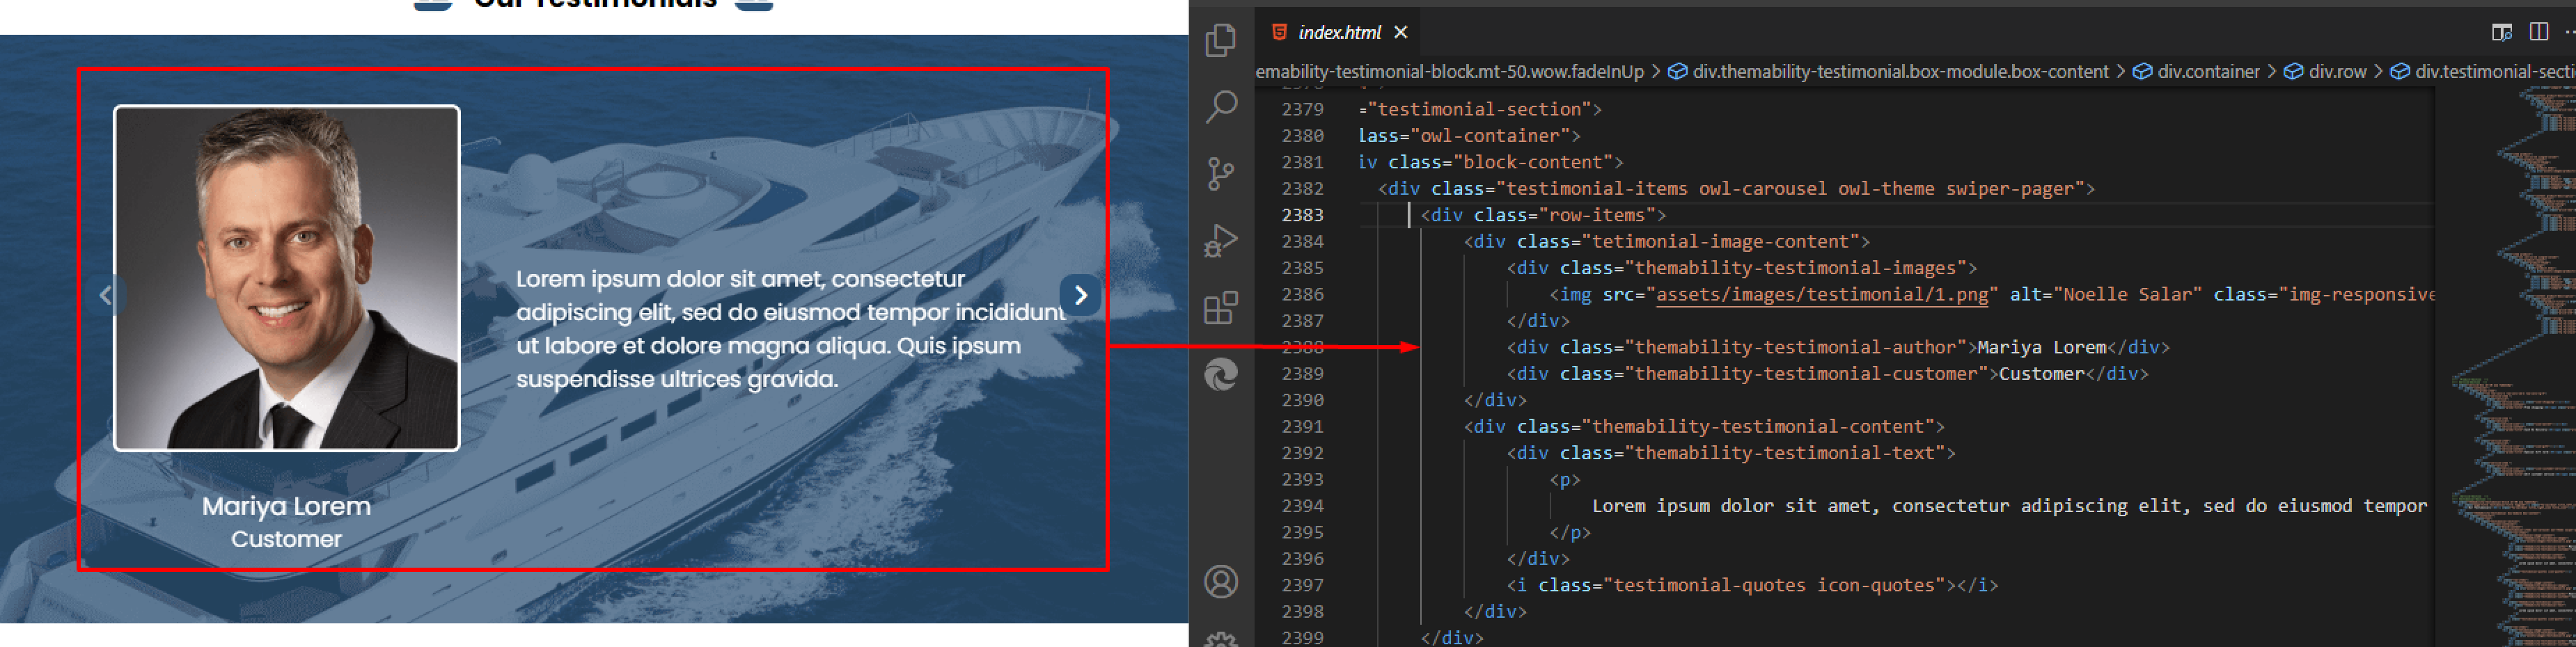 Our Testimonials
Lorem ipsum dolor sit amet, consectetur
adipiscing elit, sed do eiusmod tempor incididunt
ut labore et dolore magna aliqua. Quis ipsum
suspendisse ultrices gravida.
Mariya Lorem
Customer
index.html
emability-testimonial-block.mt-50.wow.fadeInUp > div.themability-testimonial.box-module.box-content > div.container > div.row > div.testimonial-secti
2379 ="testimonial-section">
2380 lass="owl-container">
2381 iv class="block-content">
2382 <div class="testimonial-items owl-carousel owl-theme swiper-pager">
2383 <div class="row-items">
2384 <div class="tetimonial-image-content">
2385 <div class="themability-testimonial-images">
2386 <img src="assets/images/testimonial/1.png" alt="Noelle Salar" class="img-responsive
2387 </div>
2388 <div class="themability-testimonial-author">Mariya Lorem</div>
2389 <div class="themability-testimonial-customer">Customer</div>
2390 </div>
2391 <div class="themability-testimonial-content">
2392 <div class="themability-testimonial-text">
2393 <p>
2394 Lorem ipsum dolor sit amet, consectetur adipiscing elit, sed do eiusmod tempor
2395 </p>
2396 </div>
2397 <i class="testimonial-quotes icon-quotes"></i>
2398 </div>
2399 </div>